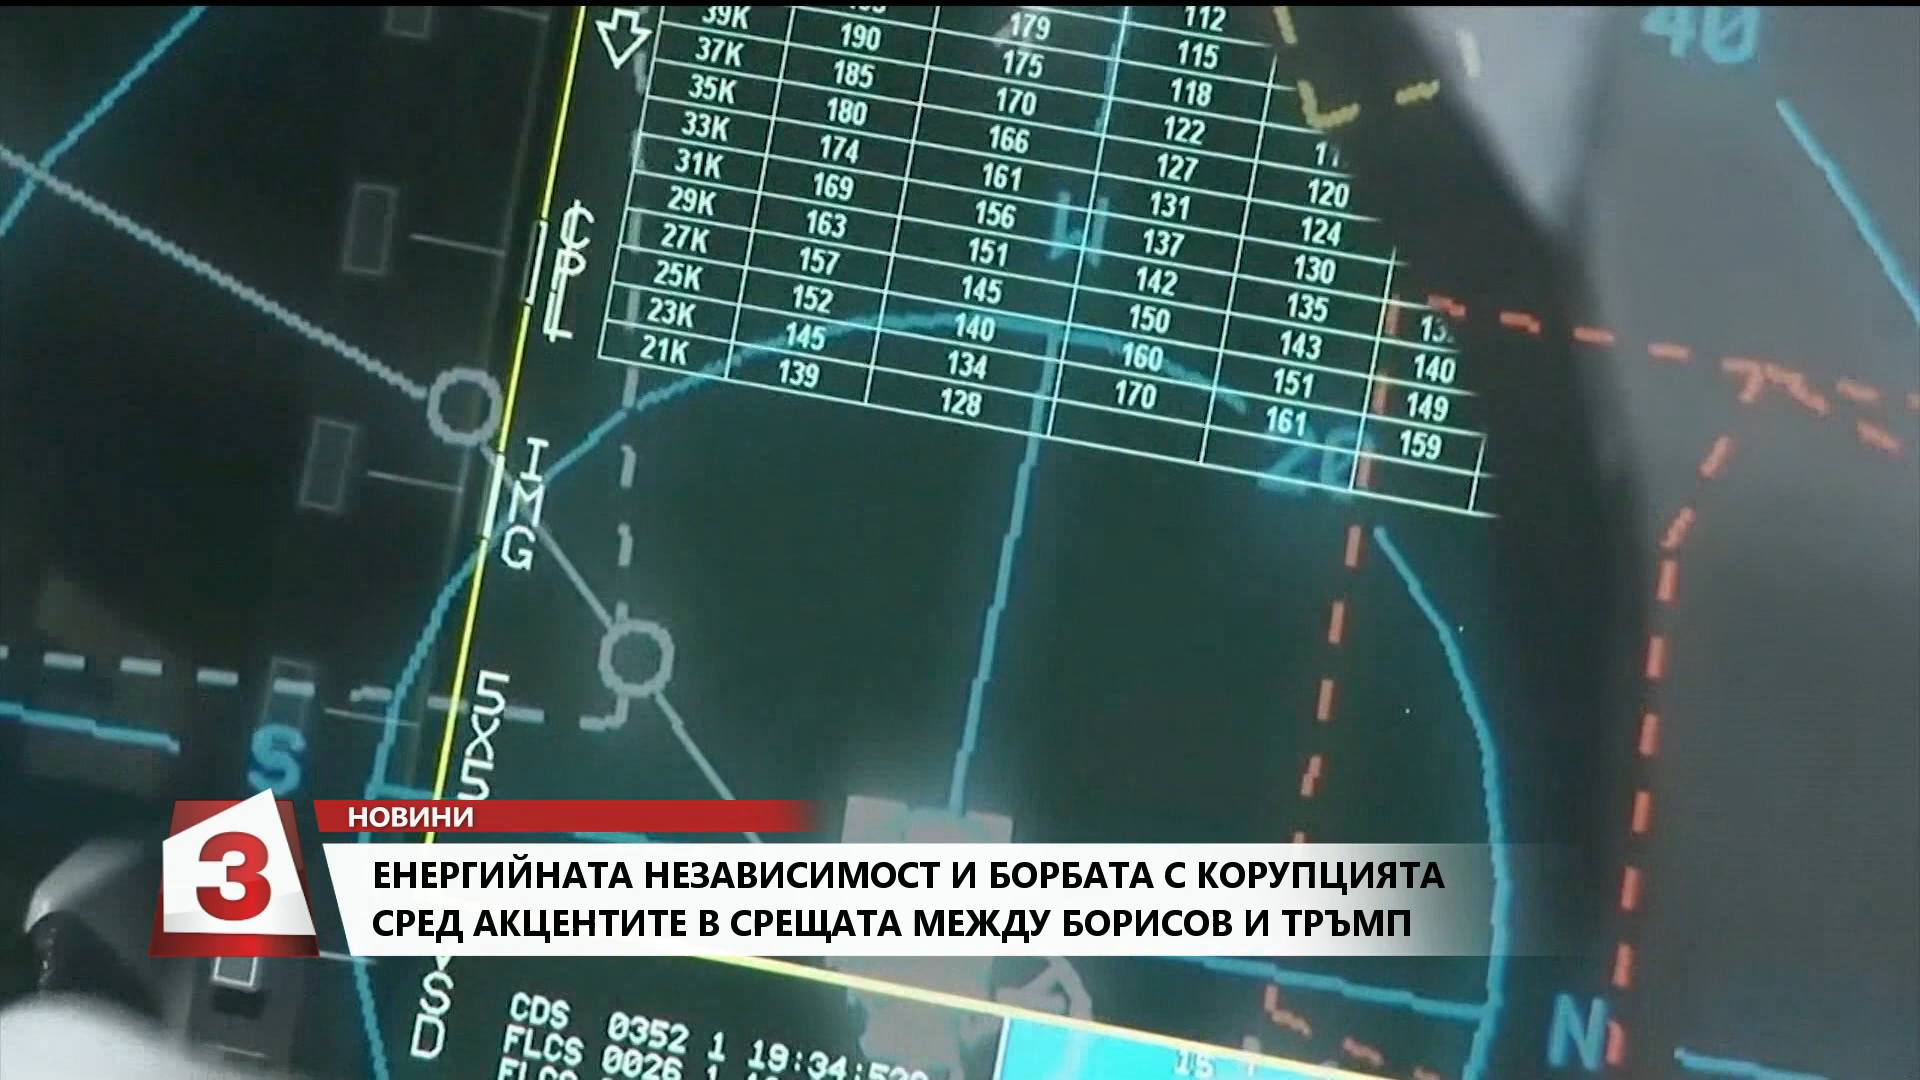 40
39K 112
37K 190 179 115
35K 185 175 118
33K 180 170 122
31K 174 166 127 120
29K 169 161 131 124
27K 163 156 137 130
25K 157 151 142 135
23K 152 145 150 143 140
21K 145 140 160 151 149
139 134 170 161 159
128
W
IMG
5X5
S
N
НОВИНИ
3
ЕНЕРГИЙНАТА НЕЗАВИСИМОСТ И БОРБАТА С КОРУПЦИЯТА
СРЕД АКЦЕНТИТЕ В СРЕЩАТА МЕЖДУ БОРИСОВ И ТРЪМП
SD
CDS 0352 1 19:34:
FLCS 0026 1
15